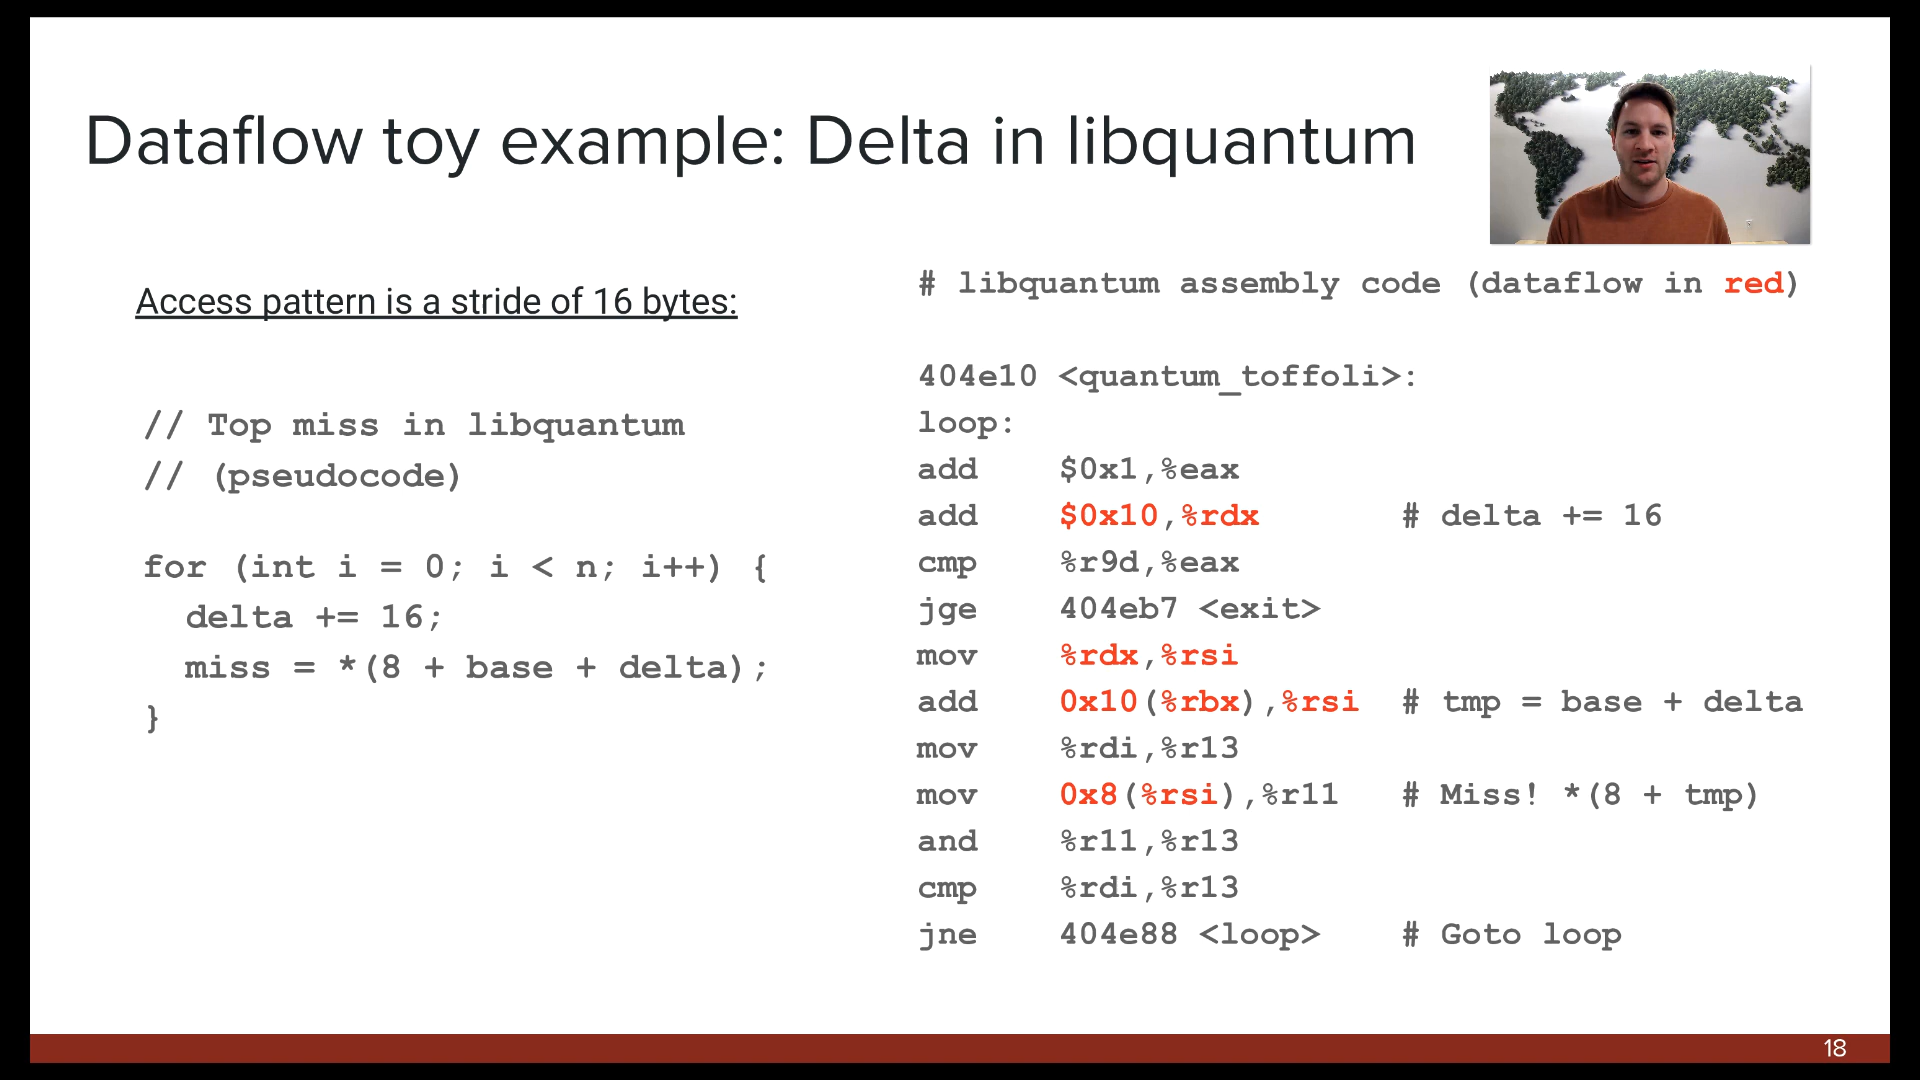 Dataflow toy example: Delta in libquantum
Access pattern is a stride of 16 bytes:
// Top miss in libquantum
// (pseudocode)
for (int i = 0; i < n; i++) {
  delta += 16;
  miss = *(8 + base + delta);
}
# libquantum assembly code (dataflow in red)
404e10 <quantum_toffoli>:
loop:
add    $0x1,%eax
add    $0x10,%rdx       # delta += 16
cmp    %r9d,%eax
jge    404eb7 <exit>
mov    %rdx,%rsi
add    0x10(%rbx),%rsi  # tmp = base + delta
mov    %rdi,%r13
mov    0x8(%rsi),%r11   # Miss! *(8 + tmp)
and    %r11,%r13
cmp    %rdi,%r13
jne    404e88 <loop>    # Goto loop
18